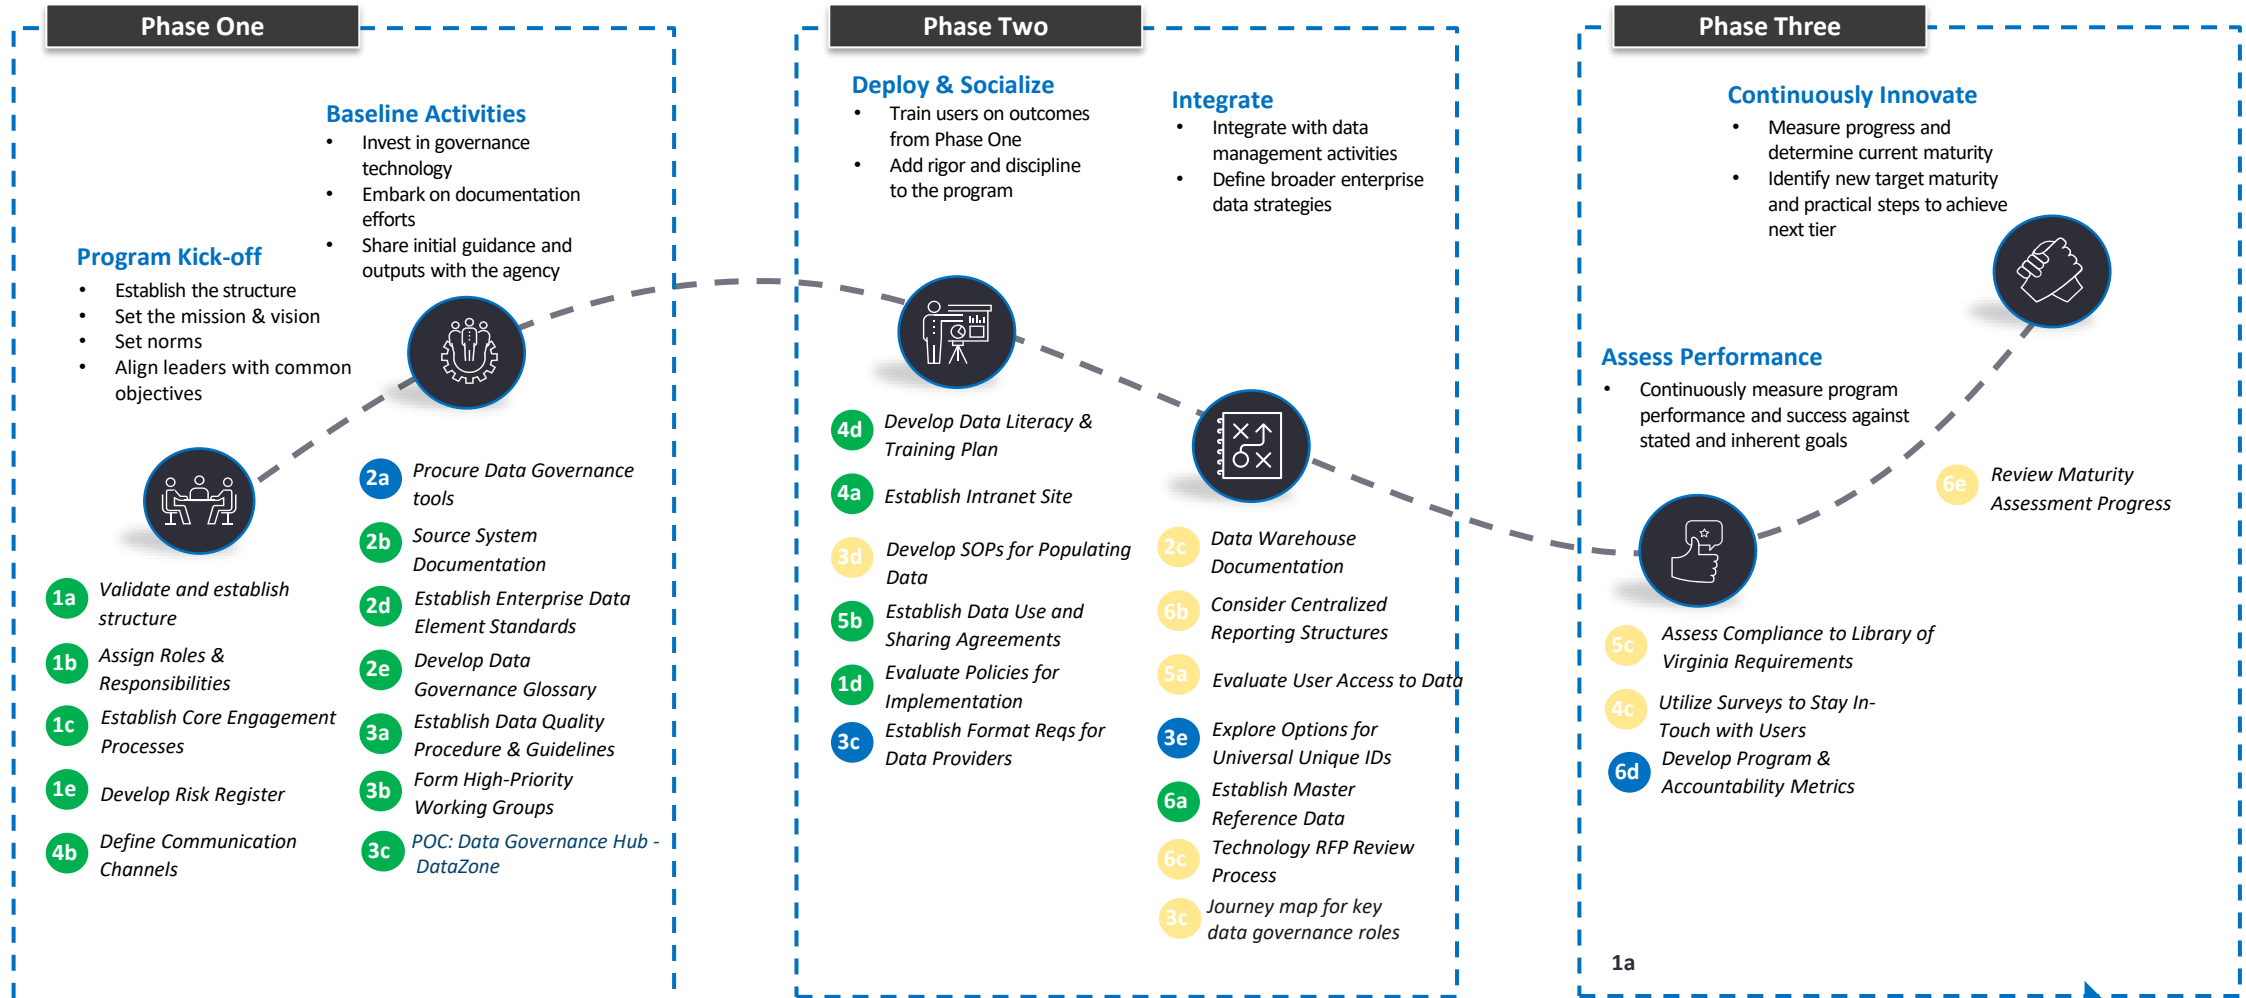 Phase One
Program Kick-off
• Establish the structure
• Set the mission & vision
• Set norms
• Align leaders with common
objectives
1a Validate and establish
structure
1b Assign Roles &
Responsibilities
1c Establish Core Engagement
Processes
1e Develop Risk Register
4b Define Communication
Channels
Baseline Activities
• Invest in governance
technology
• Embark on documentation
efforts
• Share initial guidance and
outputs with the agency
2a Procure Data Governance
tools
2b Source System
Documentation
2d Establish Enterprise Data
Element Standards
2e Develop Data
Governance Glossary
3a Establish Data Quality
Procedure & Guidelines
3b Form High-Priority
Working Groups
3c POC: Data Governance Hub -
DataZone
Phase Two
Deploy & Socialize
• Train users on outcomes
from Phase One
• Add rigor and discipline
to the program
4d Develop Data Literacy &
Training Plan
4a Establish Intranet Site
3d Develop SOPs for Populating
Data
5b Establish Data Use and
Sharing Agreements
1d Evaluate Policies for
Implementation
3c Establish Format Reqs for
Data Providers
Integrate
• Integrate with data
management activities
• Define broader enterprise
data strategies
2c Data Warehouse
Documentation
6b Consider Centralized
Reporting Structures
5a Evaluate User Access to Data
3e Explore Options for
Universal Unique IDs
6a Establish Master
Reference Data
6c Technology RFP Review
Process
3c Journey map for key
data governance roles
Phase Three
Assess Performance
• Continuously measure program
performance and success against
stated and inherent goals
5c Assess Compliance to Library of
Virginia Requirements
4c Utilize Surveys to Stay In-
Touch with Users
6d Develop Program &
Accountability Metrics
Continuously Innovate
• Measure progress and
determine current maturity
• Identify new target maturity
and practical steps to achieve
next tier
6e Review Maturity
Assessment Progress
1a